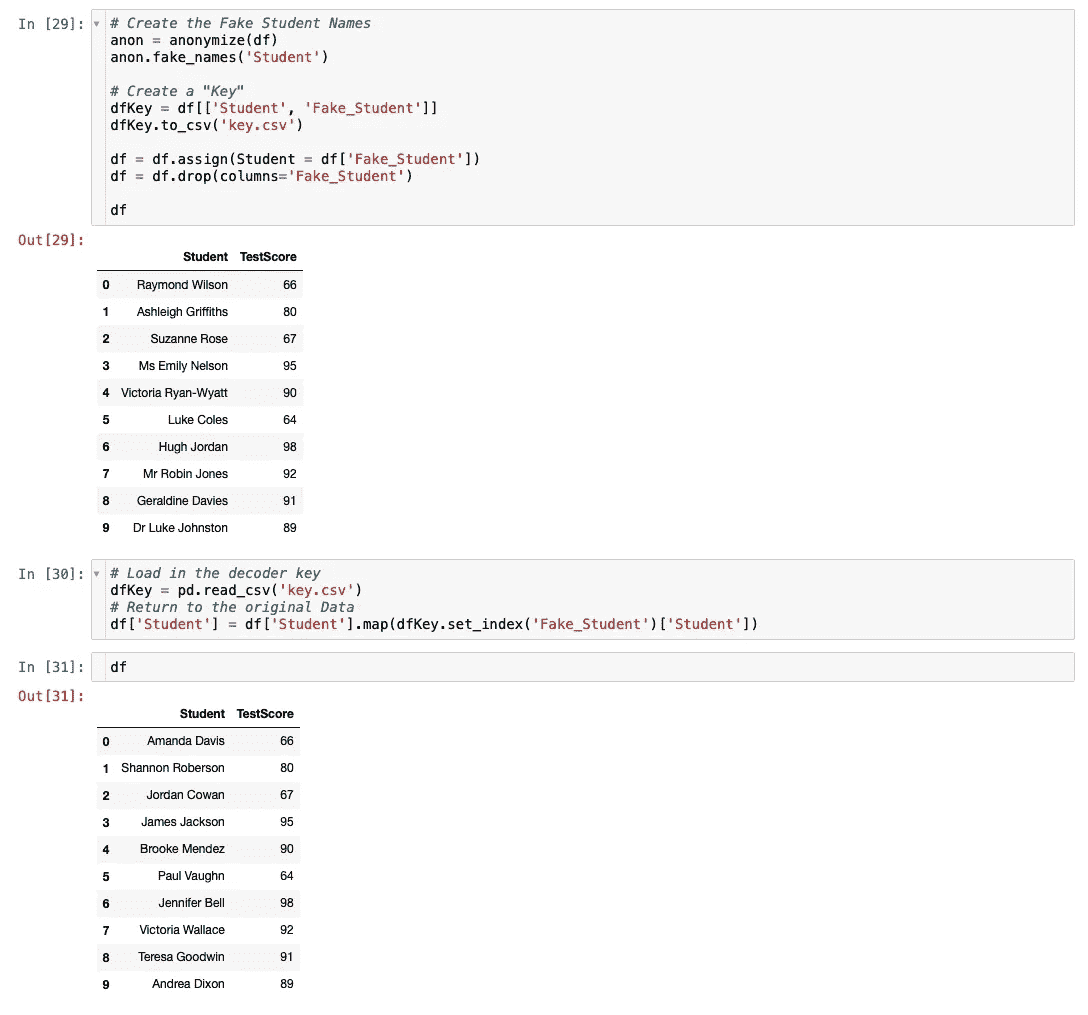 In [29]:
# Create the Fake Student Names
anon = anonymize(df)
anon.fake_names('Student')
# Create a "Key"
dfKey = df[['Student', 'Fake_Student']]
dfKey.to_csv('key.csv')
df = df.assign(Student = df['Fake_Student'])
df = df.drop(columns='Fake_Student')
df
Out[29]:
Student TestScore
0 Raymond Wilson 66
1 Ashleigh Griffiths 80
2 Suzanne Rose 67
3 Ms Emily Nelson 95
4 Victoria Ryan-Wyatt 90
5 Luke Coles 64
6 Hugh Jordan 98
7 Mr Robin Jones 92
8 Geraldine Davies 91
9 Dr Luke Johnston 89
In [30]:
# Load in the decoder key
dfKey = pd.read_csv('key.csv')
# Return to the original Data
df['Student'] = df['Student'].map(dfKey.set_index('Fake_Student')['Student'])
In [31]:
df
Out[31]:
Student TestScore
0 Amanda Davis 66
1 Shannon Roberson 80
2 Jordan Cowan 67
3 James Jackson 95
4 Brooke Mendez 90
5 Paul Vaughn 64
6 Jennifer Bell 98
7 Victoria Wallace 92
8 Teresa Goodwin 91
9 Andrea Dixon 89